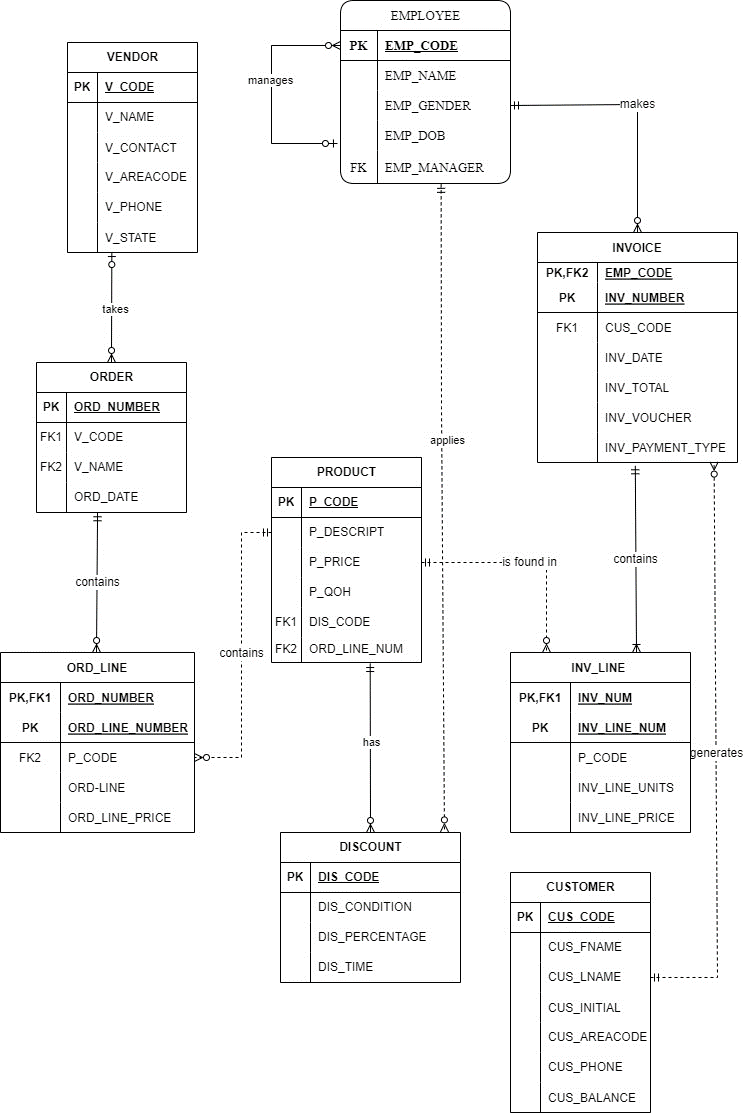 EMPLOYEE
PK EMP_CODE
EMP_NAME
EMP_GENDER
EMP_DOB
FK EMP_MANAGER
manages
makes
VENDOR
PK V_CODE
V_NAME
V_CONTACT
V_AREACODE
V_PHONE
V_STATE
takes
INVOICE
PK,FK2 EMP_CODE
PK INV_NUMBER
FK1 CUS_CODE
INV_DATE
INV_TOTAL
INV_VOUCHER
INV_PAYMENT_TYPE
ORDER
PK ORD_NUMBER
FK1 V_CODE
FK2 V_NAME
ORD_DATE
applies
PRODUCT
PK P_CODE
P_DESCRIPT
P_PRICE
P_QOH
FK1 DIS_CODE
FK2 ORD_LINE_NUM
is found in
contains
contains
contains
ORD_LINE
PK,FK1 ORD_NUMBER
PK ORD_LINE_NUMBER
FK2 P_CODE
ORD-LINE
ORD_LINE_PRICE
has
INV_LINE
PK,FK1 INV_NUM
PK INV_LINE_NUM
P_CODE
INV_LINE_UNITS
INV_LINE_PRICE
generates
DISCOUNT
PK DIS_CODE
DIS_CONDITION
DIS_PERCENTAGE
DIS_TIME
CUSTOMER
PK CUS_CODE
CUS_FNAME
CUS_LNAME
CUS_INITIAL
CUS_AREACODE
CUS_PHONE
CUS_BALANCE